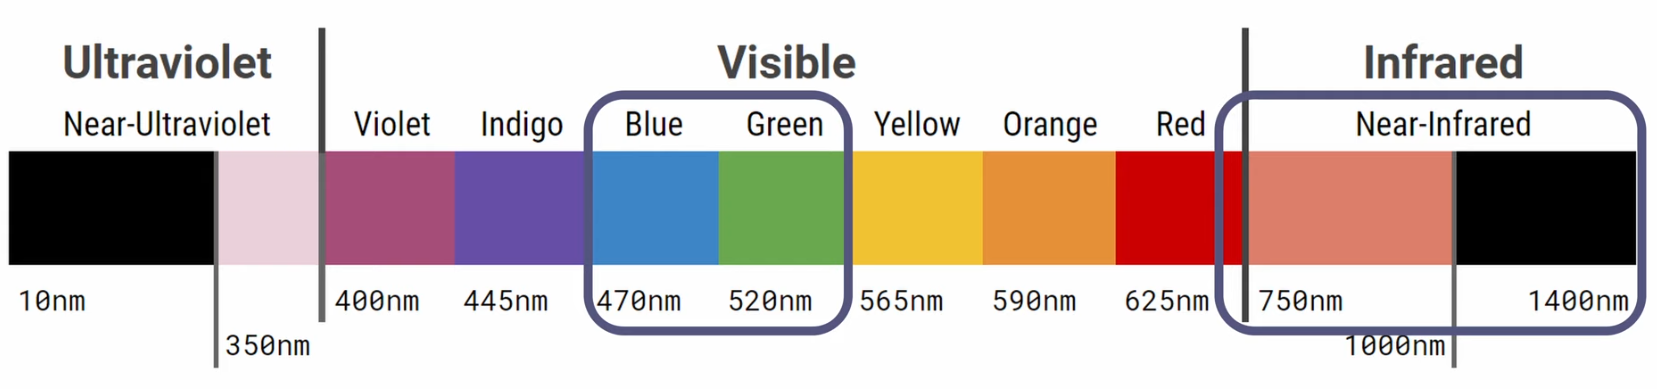 Ultraviolet Visible Infrared
Near-Ultraviolet Violet Indigo Blue Green Yellow Orange Red Near-Infrared
10nm 400nm 445nm 470nm 520nm 565nm 590nm 625nm 750nm 1400nm
350nm 1000nm